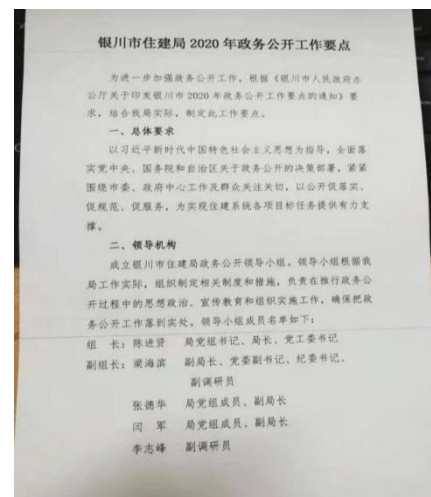 银川市住建局 2020 年政务公开工作要点
为进一步加强政务公开工作，根据《银川市人民政府办
公厅关于印发银川市 2020 年政务公开工作要点的通知》要
求，结合我局实际，制定此工作要点。
一、总体要求
以习近平新时代中国特色社会主义思想为指导，全面落
实党中央、国务院和自治区关于政务公开的决策部署，紧紧
围绕市委、政府中心工作及群众关注关切，以公开促落实、
促规范、促服务，为实现住建系统各项目标任务提供有力支
撑。
二、领导机构
成立银川市住建局政务公开领导小组。领导小组根据我
局工作实际，组织制定相关制度和措施，负责在推行政务公
开过程中的思想政治、宣传教育和组织实施工作，确保把政
务公开工作落到实处。领导小组成员名单如下：
组 长：陈进贤 局党组书记、局长、党工委书记
副组长：梁海滨 副局长、党委副书记、纪委书记、
副调研员
张德华 局党组成员、副局长
闫 军 局党组成员、副局长
李志峰 副调研员